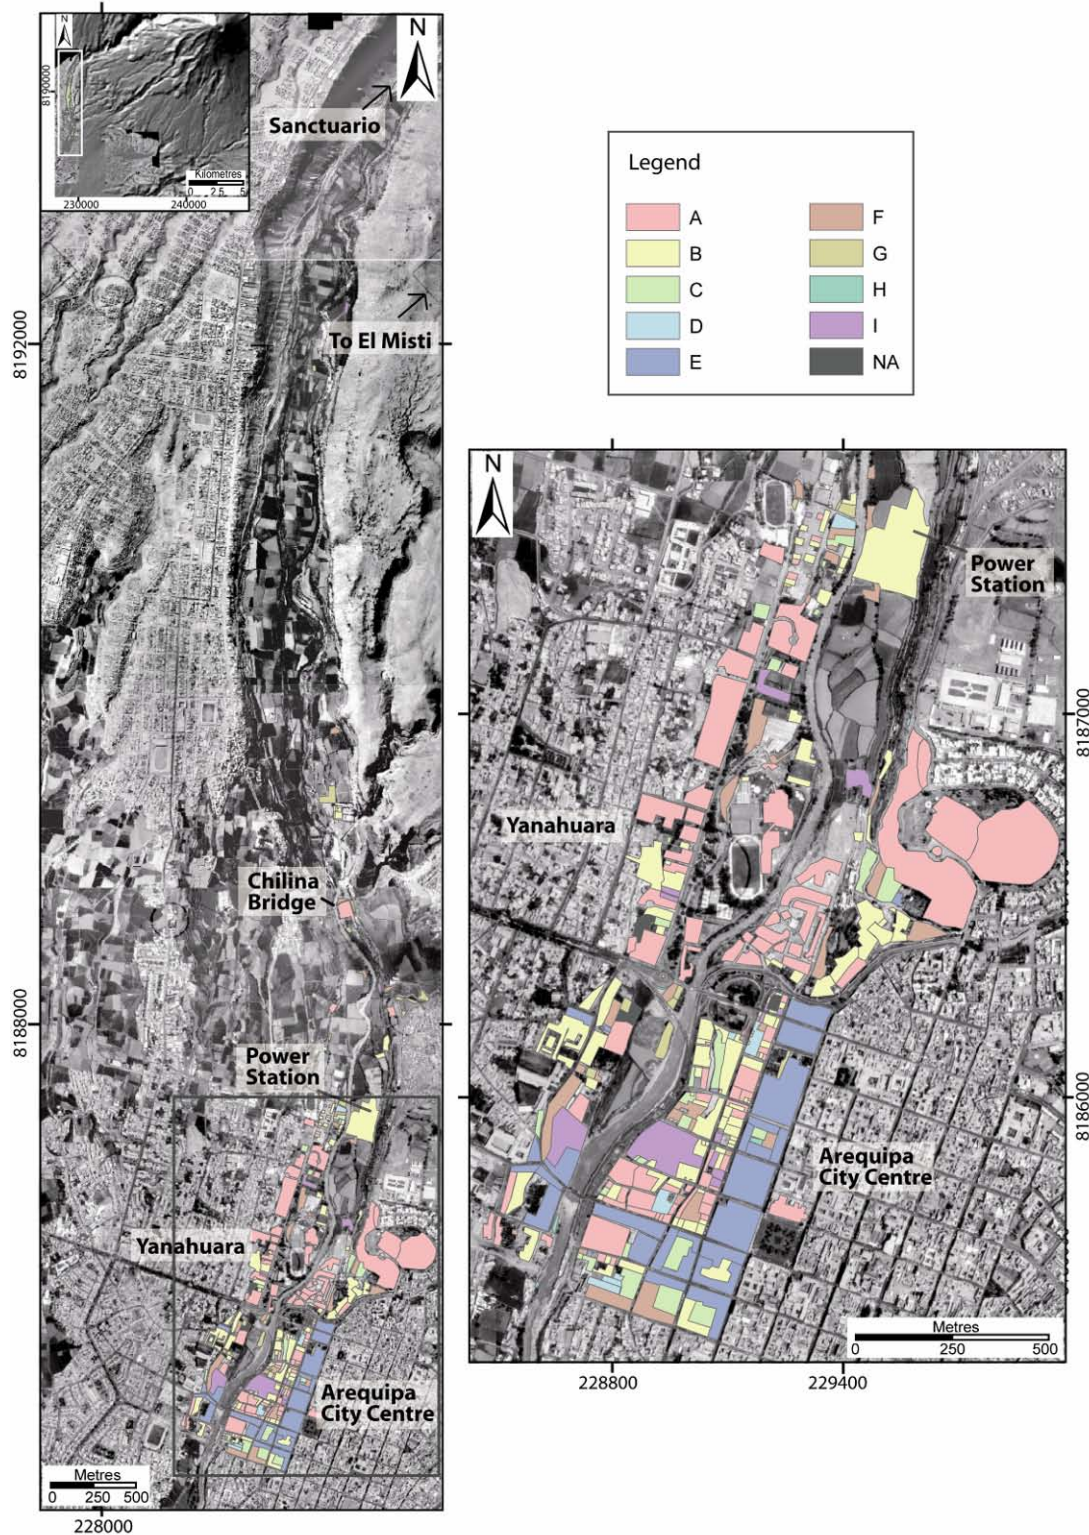 N
8190000
Kilometres
0 2.5 5
230000
240000
N
Sanctuario
To El Misti
8192000
Chilina
Bridge
8188000
Power
Station
Yanahuara
Arequipa
City Centre
Metres
0 250 500
228000
Legend
A
B
C
D
E
F
G
H
I
NA
N
Power
Station
8187000
Yanahuara
8186000
Arequipa
City Centre
Metres
0 250 500
228800
229400